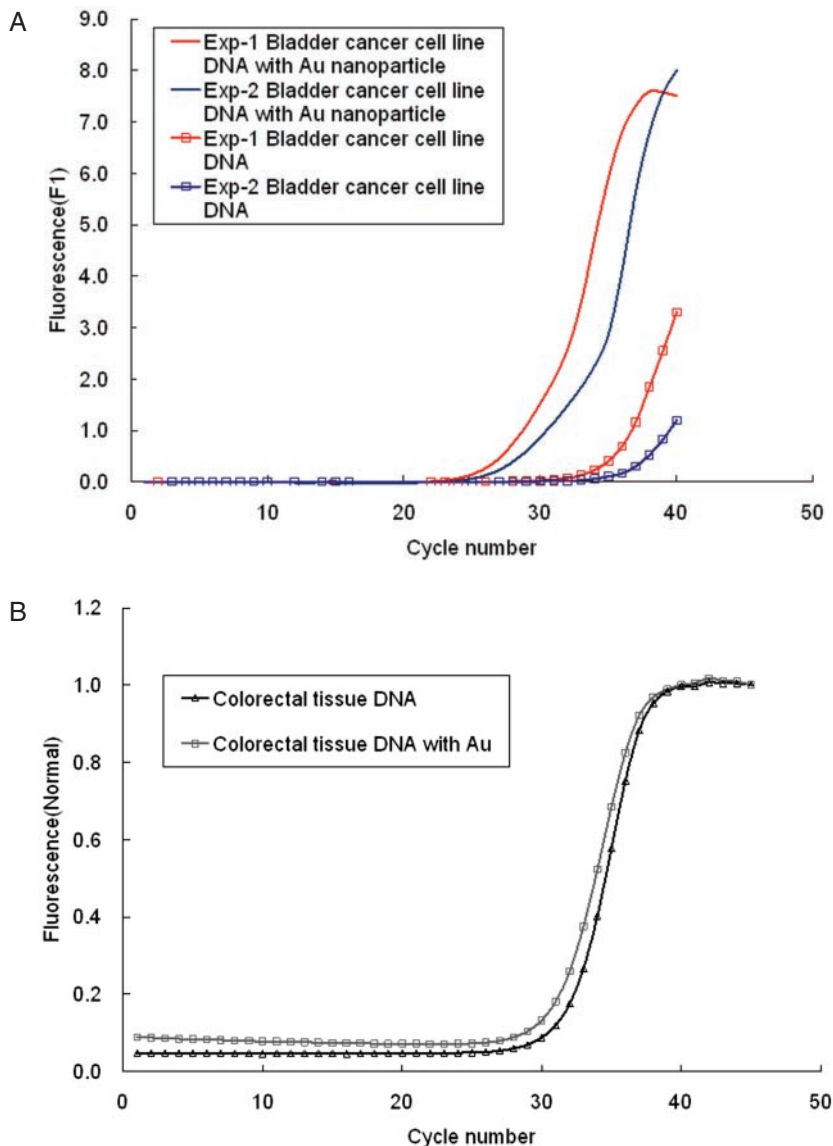 A
9.0
8.0
7.0
6.0
5.0
4.0
3.0
2.0
1.0
0.0
Fluorescence(F1)
Exp-1 Bladder cancer cell line
DNA with Au nanoparticle
Exp-2 Bladder cancer cell line
DNA with Au nanoparticle
Exp-1 Bladder cancer cell line
DNA
Exp-2 Bladder cancer cell line
DNA
0 10 20 30 40 50
Cycle number
B
1.2
1.0
0.8
0.6
0.4
0.2
0.0
Fluorescence(Normal)
Colorectal tissue DNA
Colorectal tissue DNA with Au
0 10 20 30 40 50
Cycle number